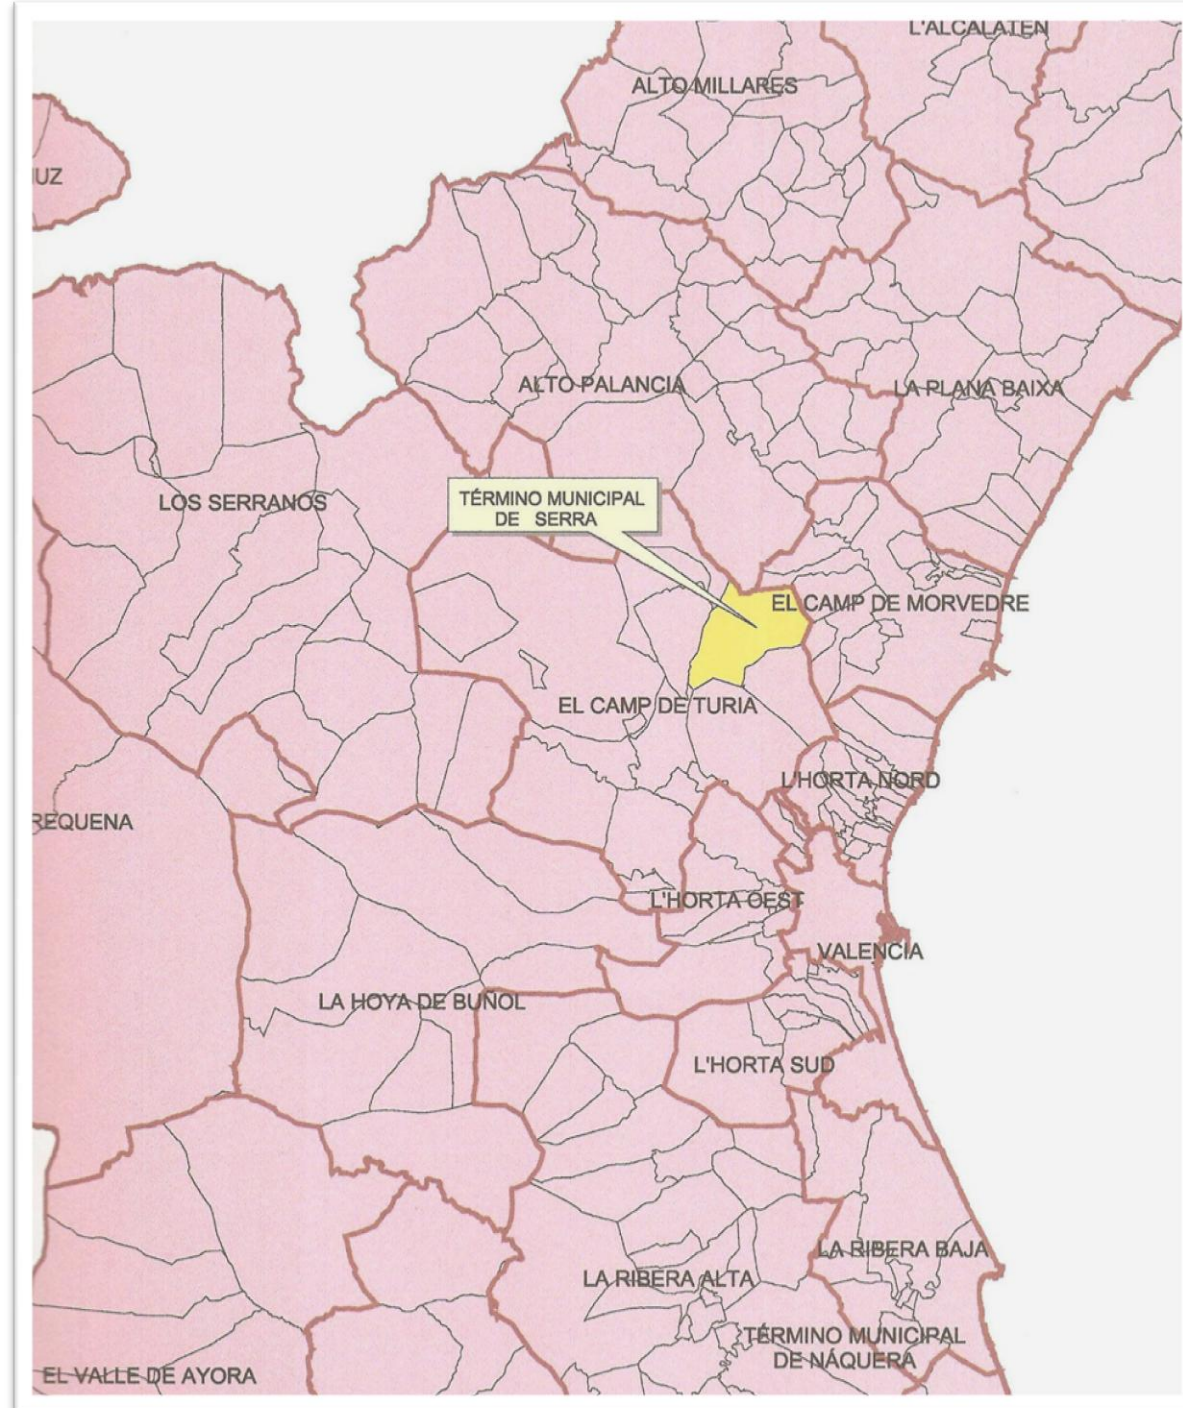 L'ALCALATEN
ALTO MILLARES
IUZ
ALTO PALANCIA
LA PLANA BAIXA
LOS SERRANOS
TÉRMINO MUNICIPAL
DE SERRA
EL CAMP DE MORVEDRE
EL CAMP DE TURIA
L'HORTA NORD
REQUENA
L'HORTA OEST
VALENCIA
LA HOYA DE BUÑOL
L'HORTA SUD
LA RIBERA BAJA
LA RIBERA ALTA
TÉRMINO MUNICIPAL
DE NÁQUERA
EL VALLE DE AYORA